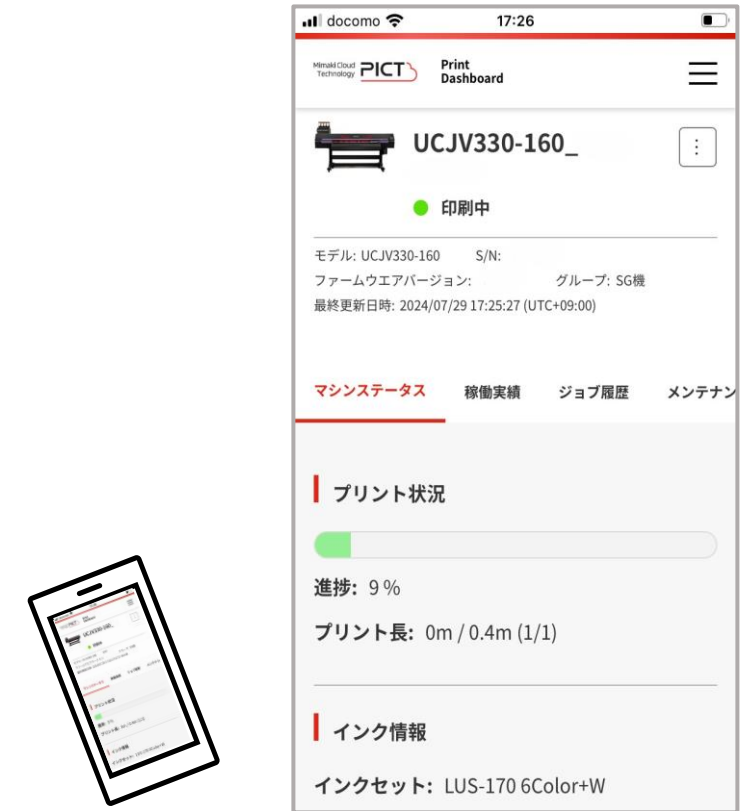 docomo 17:26
Mimaki Cloud Technology PICT Print Dashboard
UCJV330-160_
印刷中
モデル: UCJV330-160 S/N:
ファームウエアバージョン: グループ: SG機
最終更新日時: 2024/07/29 17:25:27 (UTC+09:00)
マシンステータス 稼働実績 ジョブ履歴 メンテナン
プリント状況
進捗: 9%
プリント長: 0m / 0.4m (1/1)
インク情報
インクセット: LUS-170 6Color+W